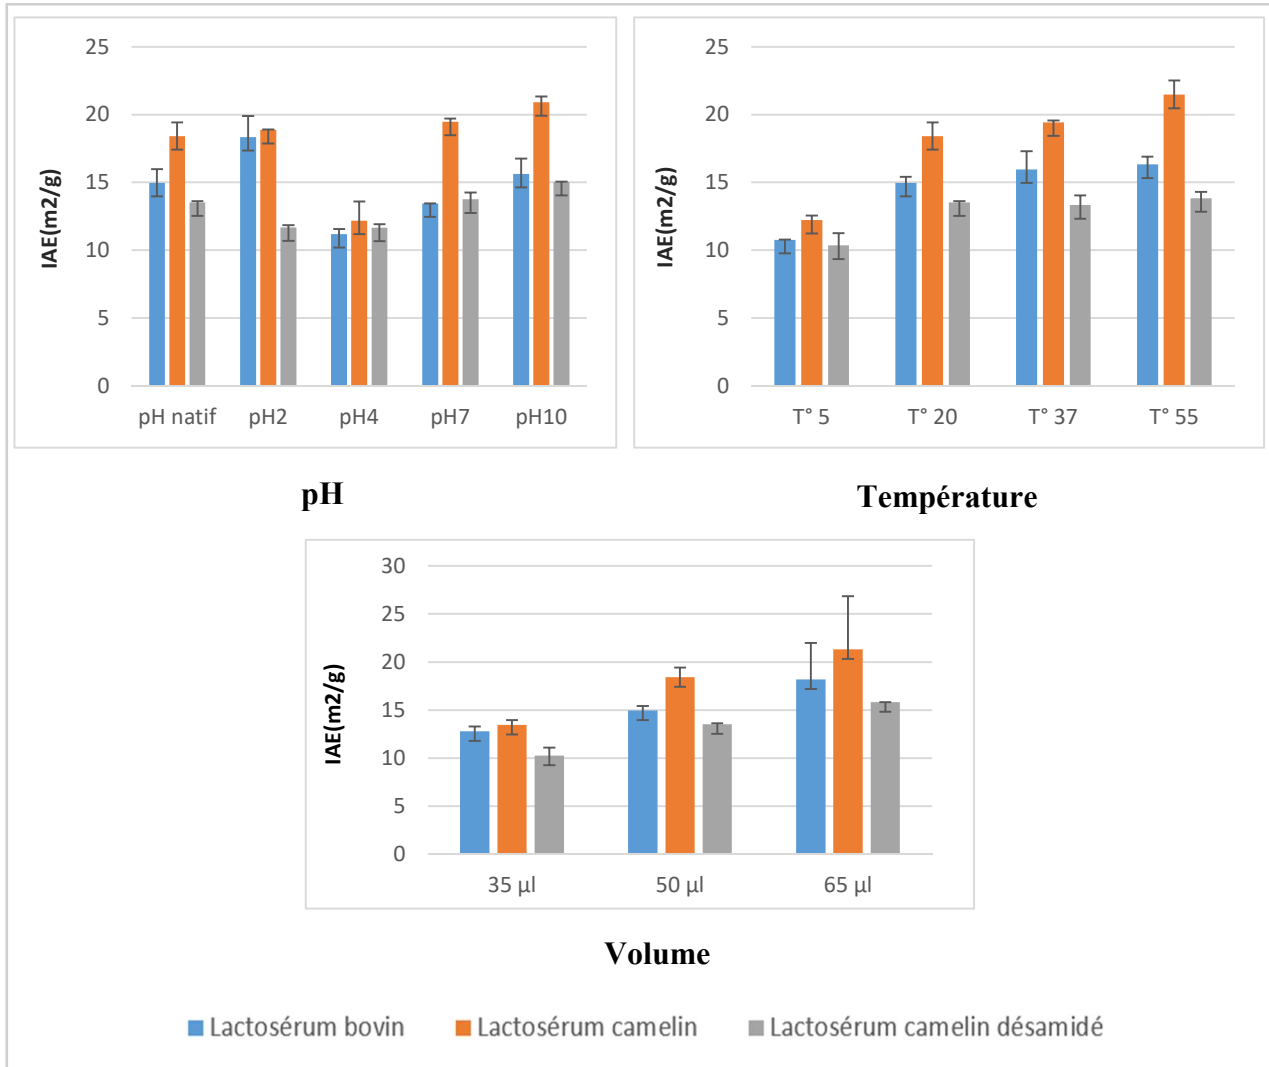 25
20
15
10
5
0
IAE(m2/g)
pH natif pH2 pH4 pH7 pH10
pH
25
20
15
10
5
0
IAE(m2/g)
T° 5 T° 20 T° 37 T° 55
Température
30
25
20
15
10
5
0
IAE(m2/g)
35 µl 50 µl 65 µl
Volume
Lactosérum bovin Lactosérum camelin Lactosérum camelin désamidé